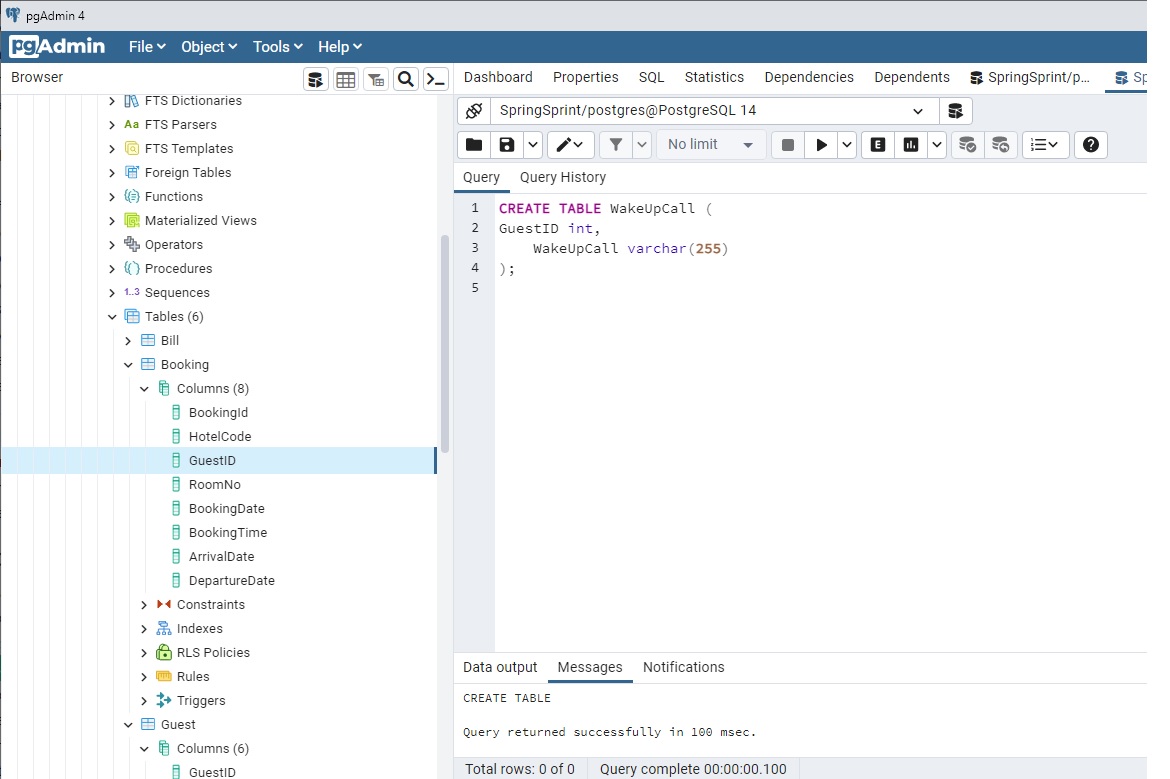 pgAdmin 4
pgAdmin File Object Tools Help
Browser
Dashboard Properties SQL Statistics Dependencies Dependents SpringSprint/p... Sp
FTS Dictionaries
Aa FTS Parsers
FTS Templates
Foreign Tables
Functions
Materialized Views
Operators
Procedures
1..3 Sequences
Tables (6)
Bill
Booking
Columns (8)
BookingId
HotelCode
GuestID
RoomNo
BookingDate
BookingTime
ArrivalDate
DepartureDate
Constraints
Indexes
RLS Policies
Rules
Triggers
Guest
Columns (6)
GuestID
SpringSprint/postgres@PostgreSQL 14
No limit E
Query Query History
1 CREATE TABLE WakeUpCall (
2 GuestID int,
3 WakeUpCall varchar(255)
4 );
5
Data output Messages Notifications
CREATE TABLE
Query returned successfully in 100 msec.
Total rows: 0 of 0 Query complete 00:00:00.100